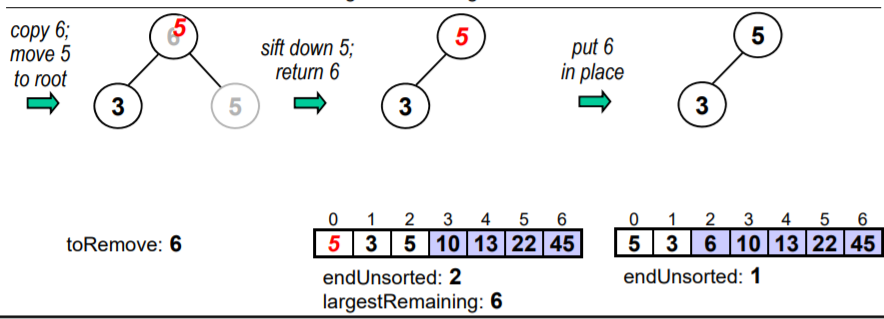 copy 6;
move 5
to root
6
5
3
5
sift down 5;
return 6
5
3
put 6
in place
5
3
toRemove: 6
0 1 2 3 4 5 6
5 3 5 10 13 22 45
endUnsorted: 2
largestRemaining: 6
0 1 2 3 4 5 6
5 3 6 10 13 22 45
endUnsorted: 1